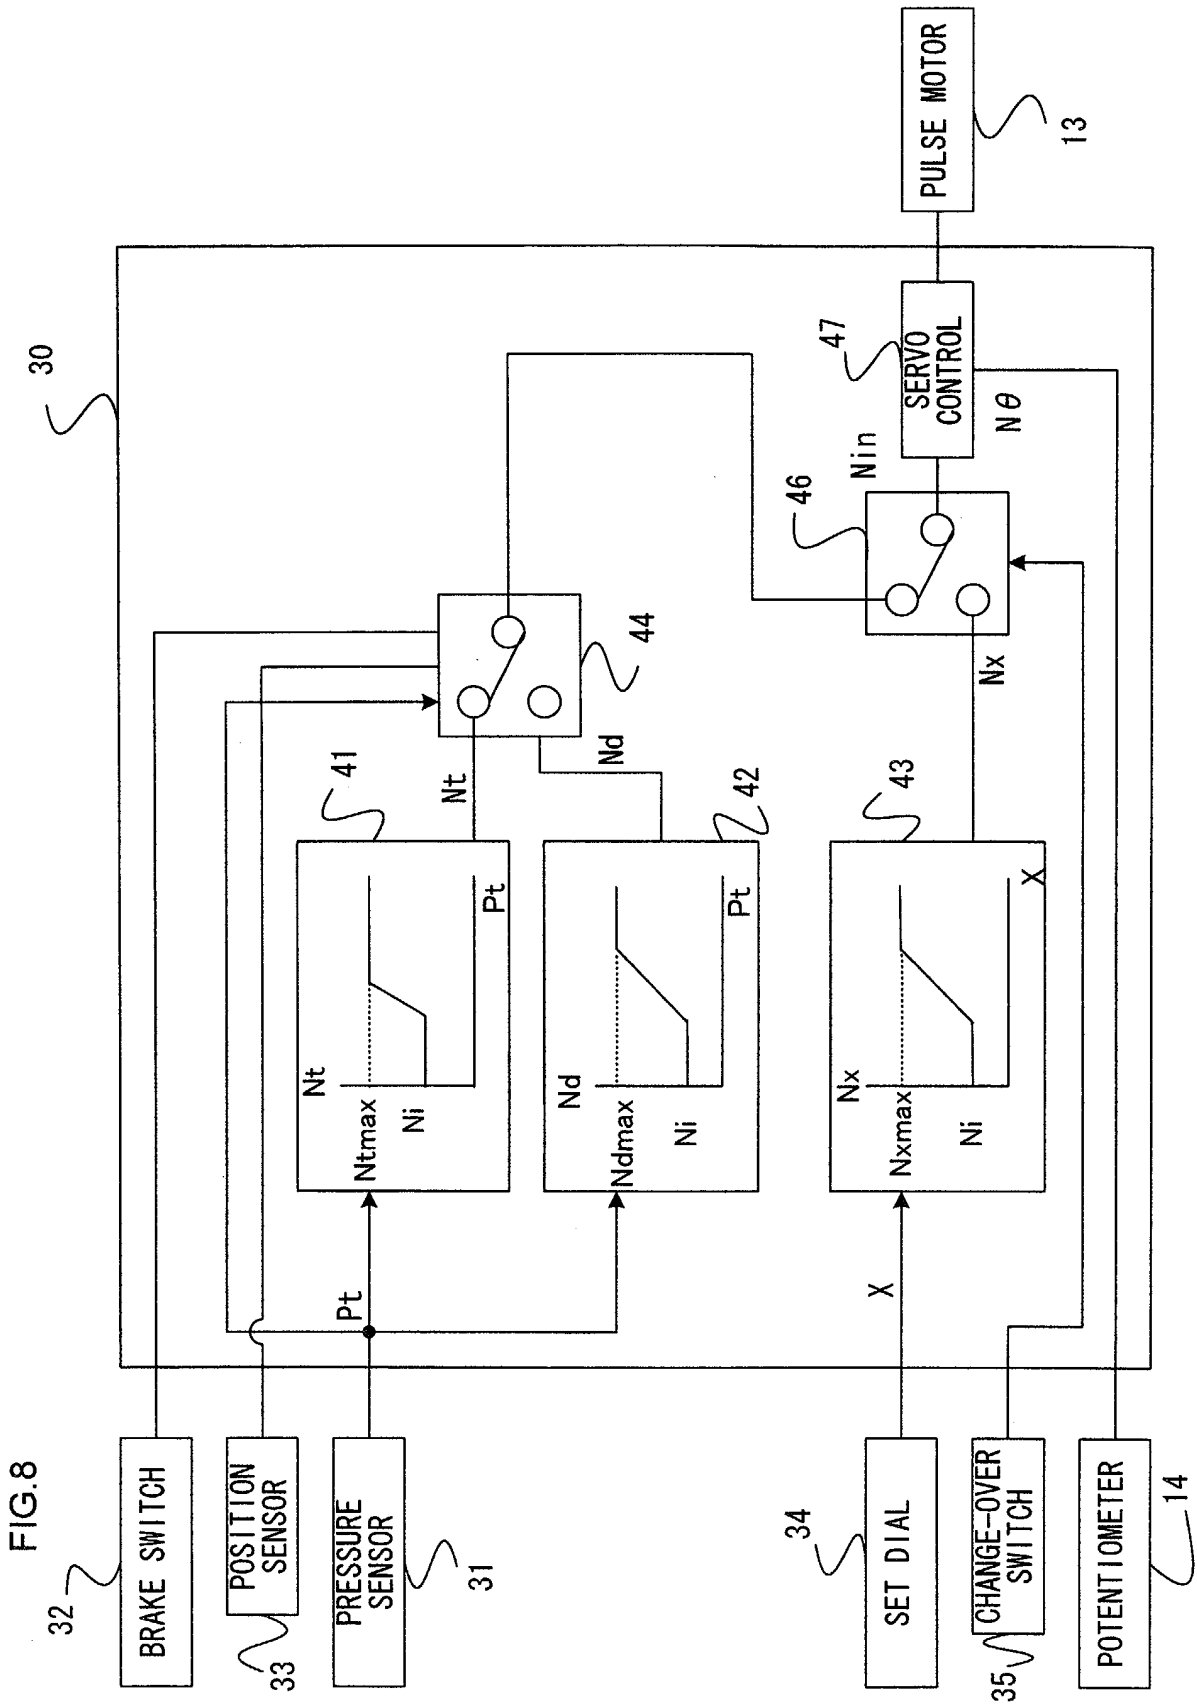 FIG.8
32
BRAKE SWITCH
33
POSITION
SENSOR
PRESSURE
SENSOR
31
34
SET DIAL
35
CHANGE-OVER
SWITCH
POTENTIOMETER
14
30
Pt
X
Nt
Ntmax
Ni
Pt
41
Nt
Nd
Ndmax
Ni
Pt
42
Nd
Nx
Nxmax
Ni
X
43
Nx
44
46
Nin
47
SERVO
CONTROL
Nθ
PULSE MOTOR
13